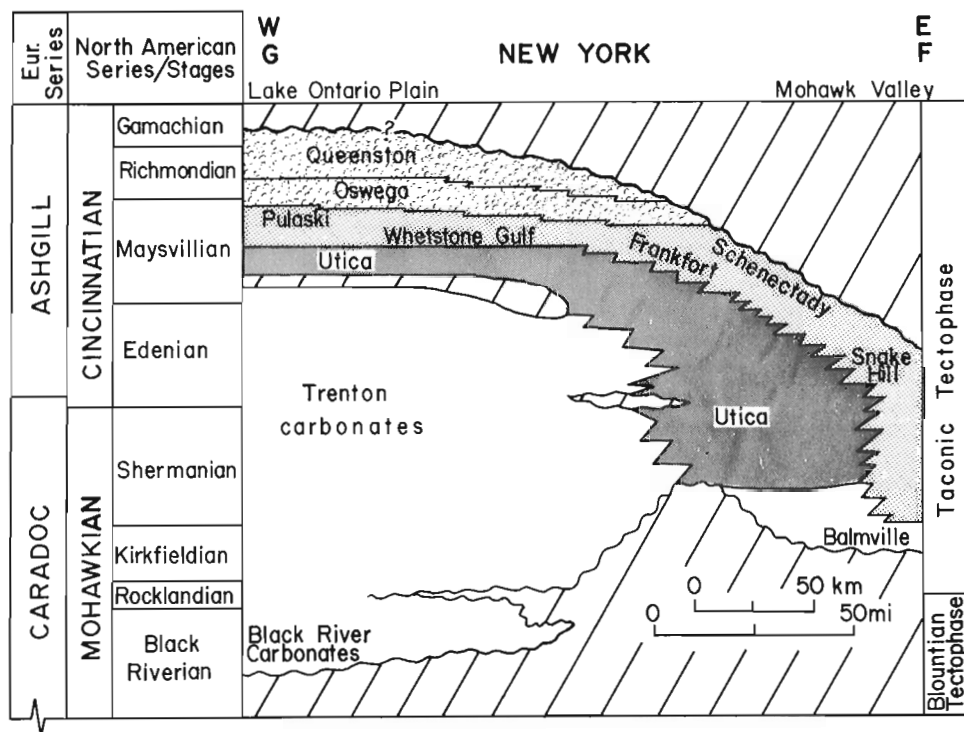 Eur. Series
North American
Series/Stages
W
G
NEW YORK
E
F
Lake Ontario Plain
Mohawk Valley
ASHGILL
CARADOC
CINCINNATIAN
MOHAWKIAN
Gamachian
Richmondian
Maysvillian
Edenian
Shermanian
Kirkfieldian
Rocklandian
Black
Riverian
?
Queenston
Oswego
Pulaski
Whetstone Gulf
Frankfort
Schenectady
Utica
Snake
Hill
Trenton
carbonates
Utica
Balmville
0 50 km
0 50 mi
Black River
Carbonates
Taconic Tectophase
Blountian
Tectophase